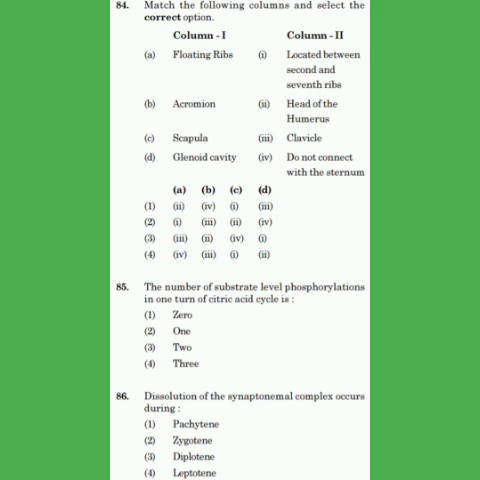 84. Match the following columns and select the
correct option.
Column - I Column - II
(a) Floating Ribs (i) Located between
second and
seventh ribs
(b) Acromion (ii) Head of the
Humerus
(c) Scapula (iii) Clavicle
(d) Glenoid cavity (iv) Do not connect
with the sternum
(a) (b) (c) (d)
(1) (ii) (iv) (i) (iii)
(2) (i) (iii) (ii) (iv)
(3) (iii) (ii) (iv) (i)
(4) (iv) (iii) (i) (ii)
85. The number of substrate level phosphorylations
in one turn of citric acid cycle is :
(1) Zero
(2) One
(3) Two
(4) Three
86. Dissolution of the synaptonemal complex occurs
during :
(1) Pachytene
(2) Zygotene
(3) Diplotene
(4) Leptotene